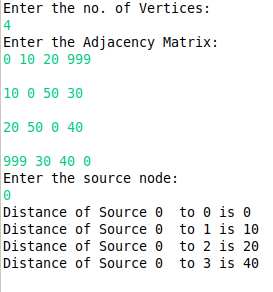 Enter the no. of Vertices:
4
Enter the Adjacency Matrix:
0 10 20 999
10 0 50 30
20 50 0 40
999 30 40 0
Enter the source node:
0
Distance of Source 0  to 0 is 0
Distance of Source 0  to 1 is 10
Distance of Source 0  to 2 is 20
Distance of Source 0  to 3 is 40